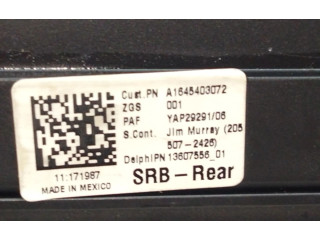 Cust.PN A1645403072
ZGS 001
PAF YAP29291/06
S.Cont. Jim Murray (205
507-2426)
DelphiPN 13607556_01
11:171987
MADE IN MEXICO
SRB-Rear